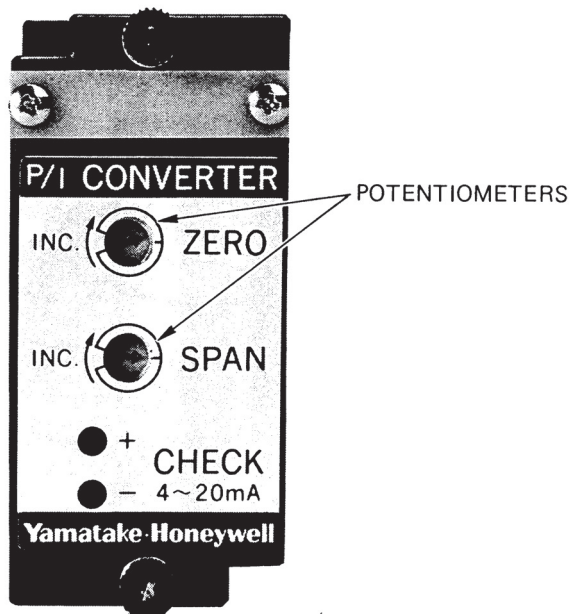 P/I CONVERTER
POTENTIOMETERS
INC. ZERO
INC. SPAN
+
CHECK
- 4~20mA
Yamatake·Honeywell